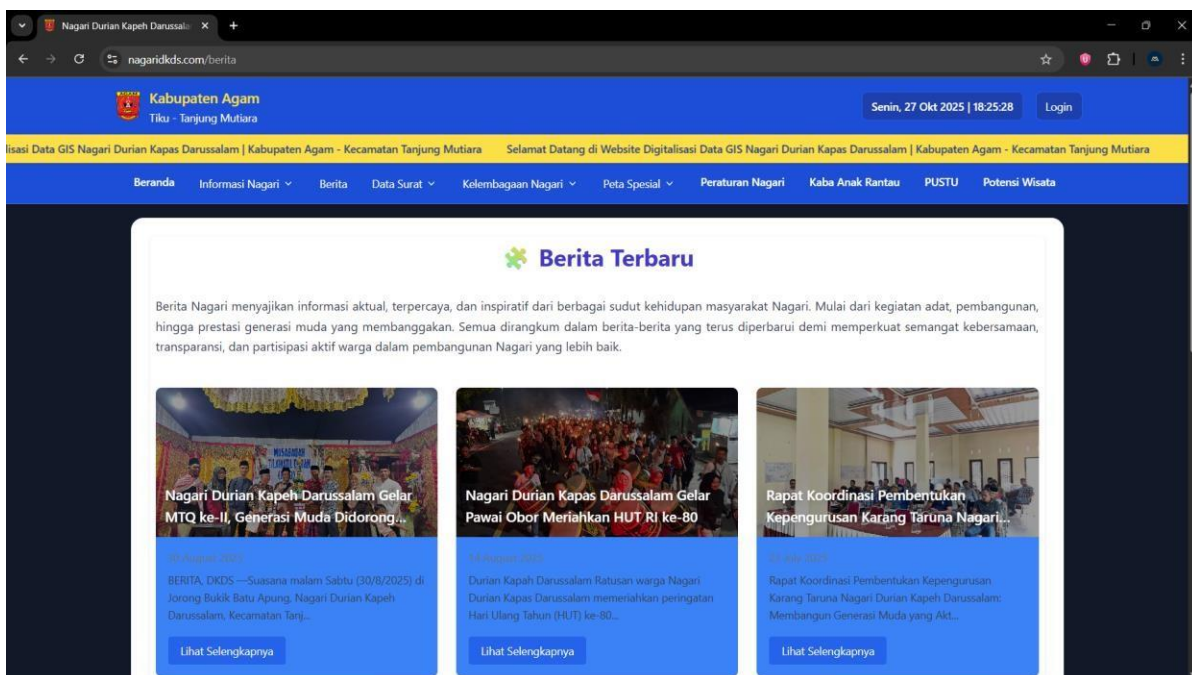 Nagari Durian Kapeh Darussala
nagaridkds.com/berita
Kabupaten Agam
Tiku - Tanjung Mutiara
Senin, 27 Okt 2025 | 18:25:28
Login
lisasi Data GIS Nagari Durian Kapas Darussalam | Kabupaten Agam - Kecamatan Tanjung Mutiara Selamat Datang di Website Digitalisasi Data GIS Nagari Durian Kapas Darussalam | Kabupaten Agam - Kecamatan Tanjung Mutiara
Beranda Informasi Nagari Berita Data Surat Kelembagaan Nagari Peta Spesial Peraturan Nagari Kaba Anak Rantau PUSTU Potensi Wisata
Berita Terbaru
Berita Nagari menyajikan informasi aktual, terpercaya, dan inspiratif dari berbagai sudut kehidupan masyarakat Nagari. Mulai dari kegiatan adat, pembangunan,
hingga prestasi generasi muda yang membanggakan. Semua dirangkum dalam berita-berita yang terus diperbarui demi memperkuat semangat kebersamaan,
transparansi, dan partisipasi aktif warga dalam pembangunan Nagari yang lebih baik.
Nagari Durian Kapeh Darussalam Gelar
MTQ ke-II, Generasi Muda Didorong...
30 August 2025
BERITA, DKDS ---Suasana malam Sabtu (30/8/2025) di
Jorong Bukik Batu Apung, Nagari Durian Kapeh
Darussalam, Kecamatan Tanj...
Lihat Selengkapnya
Nagari Durian Kapas Darussalam Gelar
Pawai Obor Meriahkan HUT RI ke-80
August 2025
Durian Kapah Darussalam Ratusan warga Nagari
Durian Kapas Darussalam memeriahkan peringatan
Hari Ulang Tahun (HUT) ke-80...
Lihat Selengkapnya
Rapat Koordinasi Pembentukan
Kepengurusan Karang Taruna Nagari...
July 2025
Rapat Koordinasi Pembentukan Kepengurusan
Karang Taruna Nagari Durian Kapeh Darussalam:
Membangun Generasi Muda yang Akt...
Lihat Selengkapnya